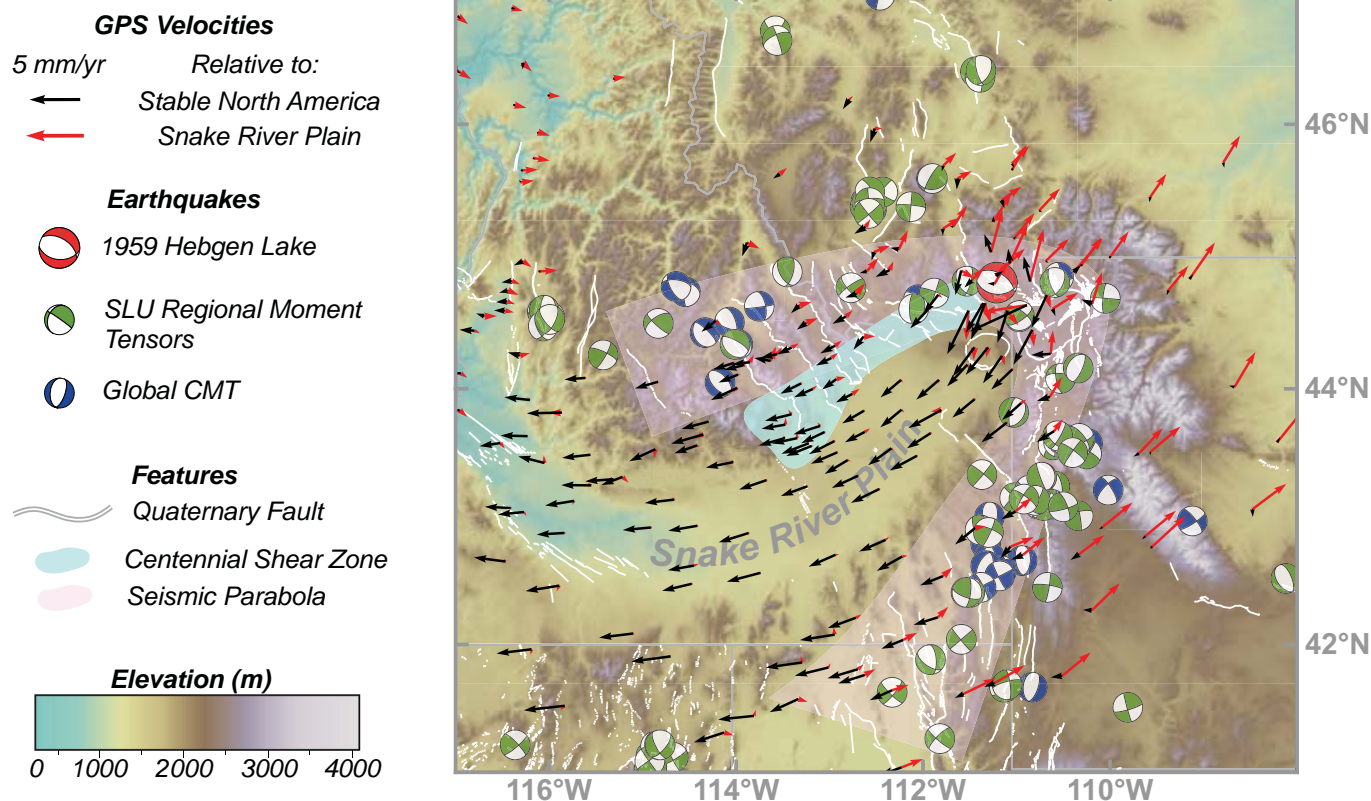 GPS Velocities
5 mm/yr Relative to:
Stable North America
Snake River Plain
Earthquakes
1959 Hebgen Lake
SLU Regional Moment
Tensors
Global CMT
Features
Quaternary Fault
Centennial Shear Zone
Seismic Parabola
Elevation (m)
0 1000 2000 3000 4000
46°N
44°N
42°N
Snake River Plain
116°W 114°W 112°W 110°W